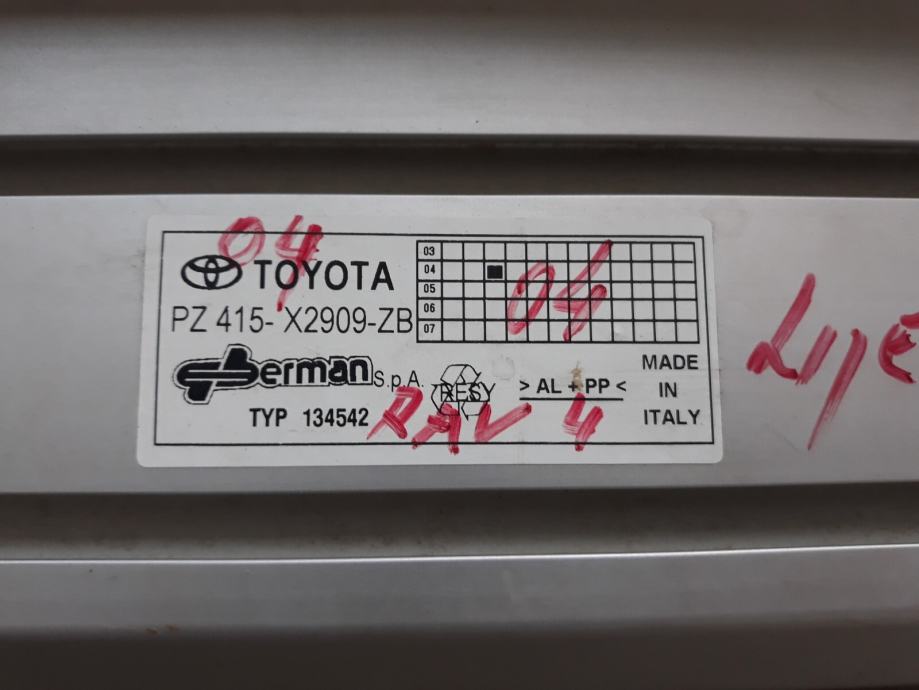 04
TOYOTA
PZ 415- X2909-ZB
03
04
05
06
07
04
berman S.p.A.
TYP 134542
RESY
> AL + PP <
MADE
IN
ITALY
RAV 4